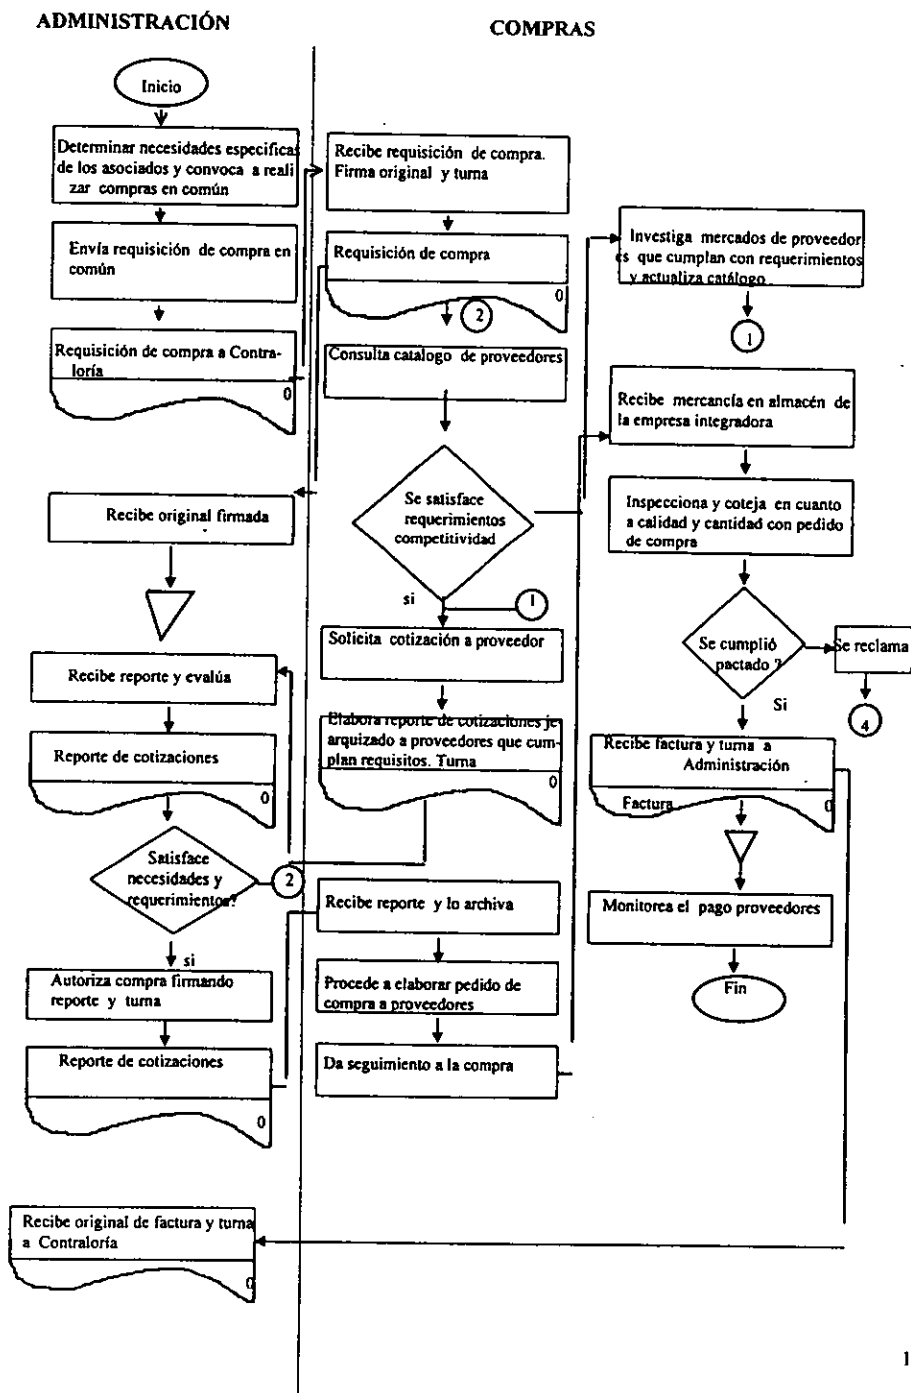 ADMINISTRACIÓN
COMPRAS
Inicio
Determinar necesidades especificas
de los asociados y convoca a reali
zar compras en común
Envía requisición de compra en
común
Requisición de compra a Contra-
loría
0
Recibe original firmada
Recibe reporte y evalúa
Reporte de cotizaciones
0
Satisface
necesidades y
requerimientos?
2
si
Autoriza compra firmando
reporte y turna
Reporte de cotizaciones
0
Recibe original de factura y turna
a Contraloría
0
Recibe requisición de compra.
Firma original y turna
Requisición de compra
0
2
Consulta catalogo de proveedores
Se satisface
requerimientos
competitividad
si
1
Solicita cotización a proveedor
Elabora reporte de cotizaciones je
arquizado a proveedores que cum-
plan requisitos. Turna
0
Recibe reporte y lo archiva
Procede a elaborar pedido de
compra a proveedores
Da seguimiento a la compra
Investiga mercados de proveedor
es que cumplan con requerimientos
y actualiza catálogo
1
Recibe mercancía en almacén de
la empresa integradora
Inspecciona y coteja en cuanto
a calidad y cantidad con pedido
de compra
Se cumplió
pactado ?
Se reclama
4
Si
Recibe factura y turna a
Administración
Factura
0
Monitorea el pago proveedores
Fin
1